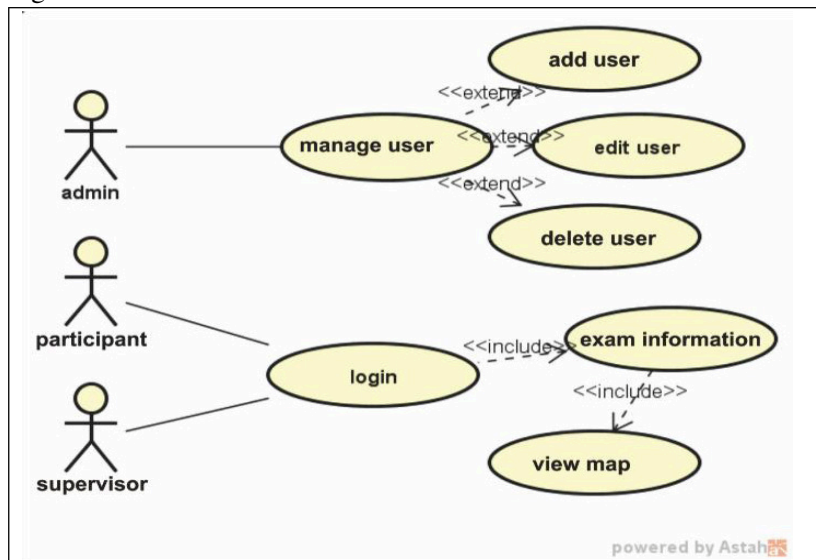 add user
<<extend>>
manage user
<<extend>>
edit user
admin
<<extend>>
delete user
participant
<<include>>
exam information
login
<<include>>
supervisor
view map
powered by Astah